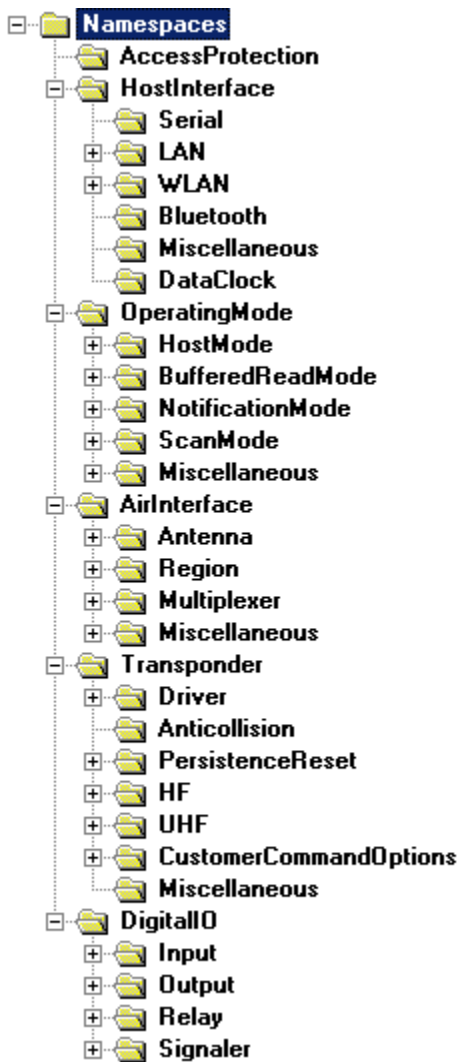 Namespaces
AccessProtection
HostInterface
Serial
LAN
WLAN
Bluetooth
Miscellaneous
DataClock
OperatingMode
HostMode
BufferedReadMode
NotificationMode
ScanMode
Miscellaneous
AirInterface
Antenna
Region
Multiplexer
Miscellaneous
Transponder
Driver
Anticollision
PersistenceReset
HF
UHF
CustomerCommandOptions
Miscellaneous
DigitalIO
Input
Output
Relay
Signaler